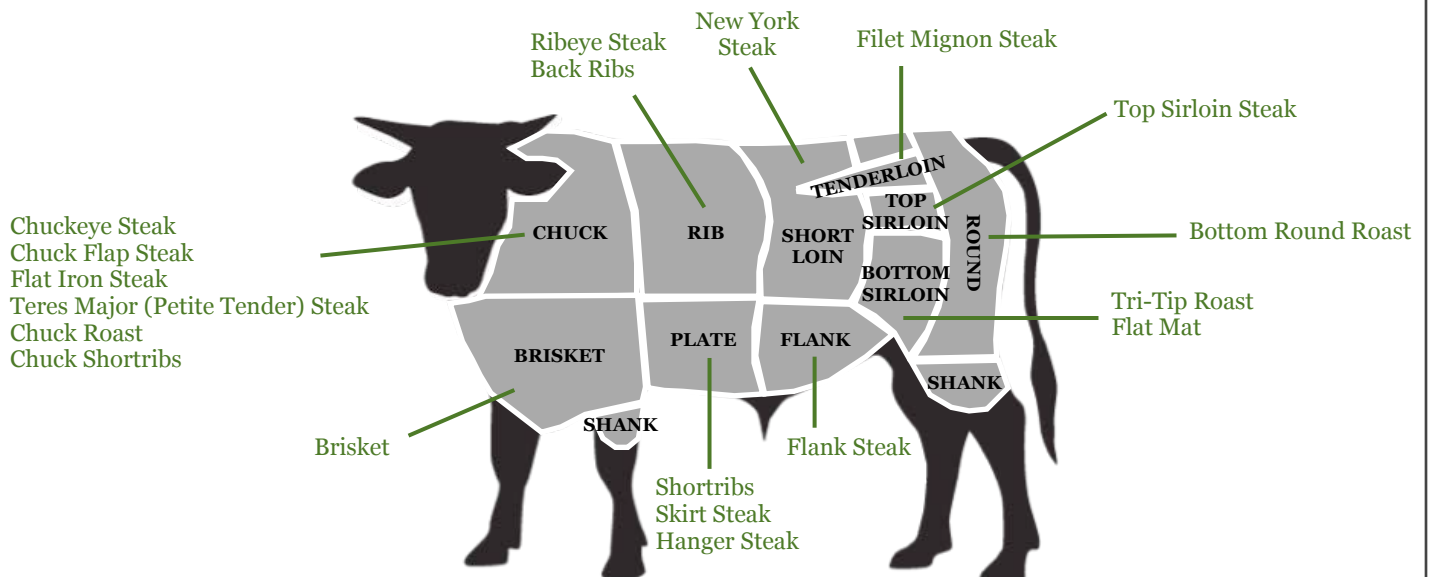 New York
Steak
Filet Mignon Steak
Ribeye Steak
Back Ribs
Top Sirloin Steak
TENDERLOIN
TOP
SIRLOIN
Chuckeye Steak
Chuck Flap Steak
Flat Iron Steak
Teres Major (Petite Tender) Steak
Chuck Roast
Chuck Shortribs
CHUCK
RIB
SHORT
LOIN
ROUND
Bottom Round Roast
BOTTOM
SIRLOIN
Tri-Tip Roast
Flat Mat
BRISKET
PLATE
FLANK
SHANK
SHANK
Brisket
Flank Steak
Shortribs
Skirt Steak
Hanger Steak